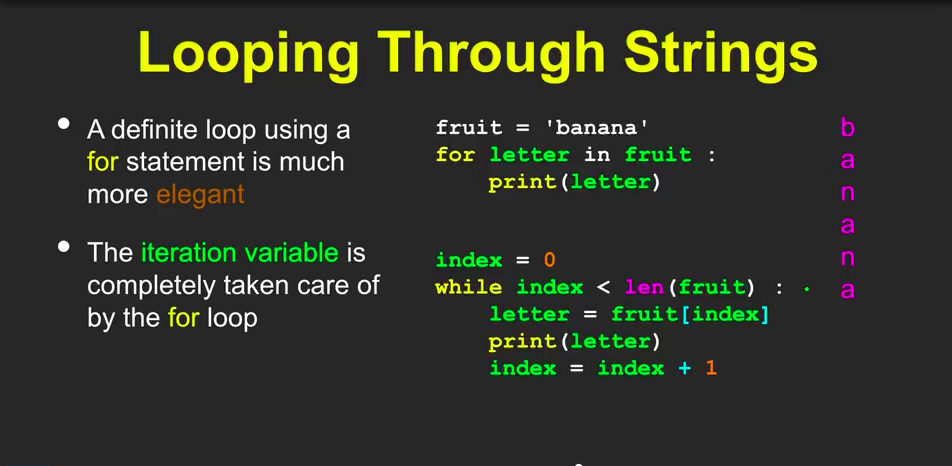 Looping Through Strings
• A definite loop using a
for statement is much
more elegant
• The iteration variable is
completely taken care of
by the for loop
fruit = 'banana'
for letter in fruit :
    print(letter)
index = 0
while index < len(fruit) :
    letter = fruit[index]
    print(letter)
    index = index + 1
b
a
n
a
n
a